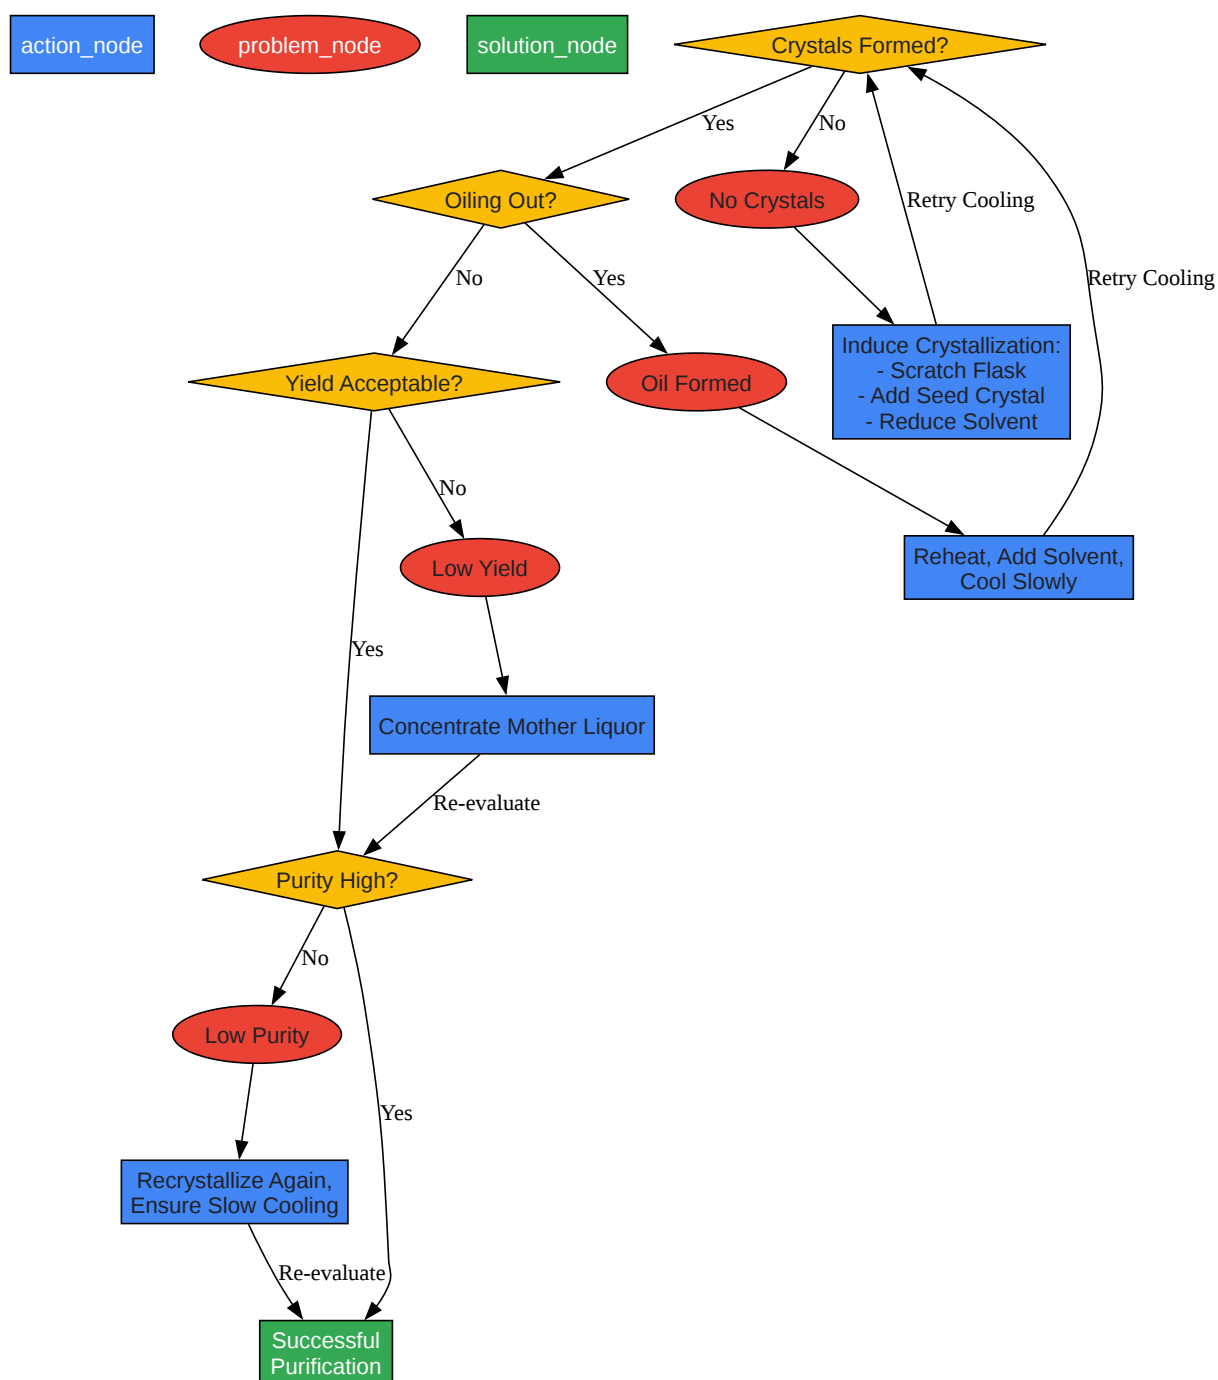 action_node
problem_node
solution_node
Crystals Formed?
Yes
No
Oiling Out?
No Crystals
Retry Cooling
No
Yes
Retry Cooling
Induce Crystallization:
- Scratch Flask
- Add Seed Crystal
- Reduce Solvent
Yield Acceptable?
Oil Formed
No
Reheat, Add Solvent,
Cool Slowly
Low Yield
Yes
Concentrate Mother Liquor
Re-evaluate
Purity High?
No
Low Purity
Yes
Recrystallize Again,
Ensure Slow Cooling
Re-evaluate
Successful
Purification